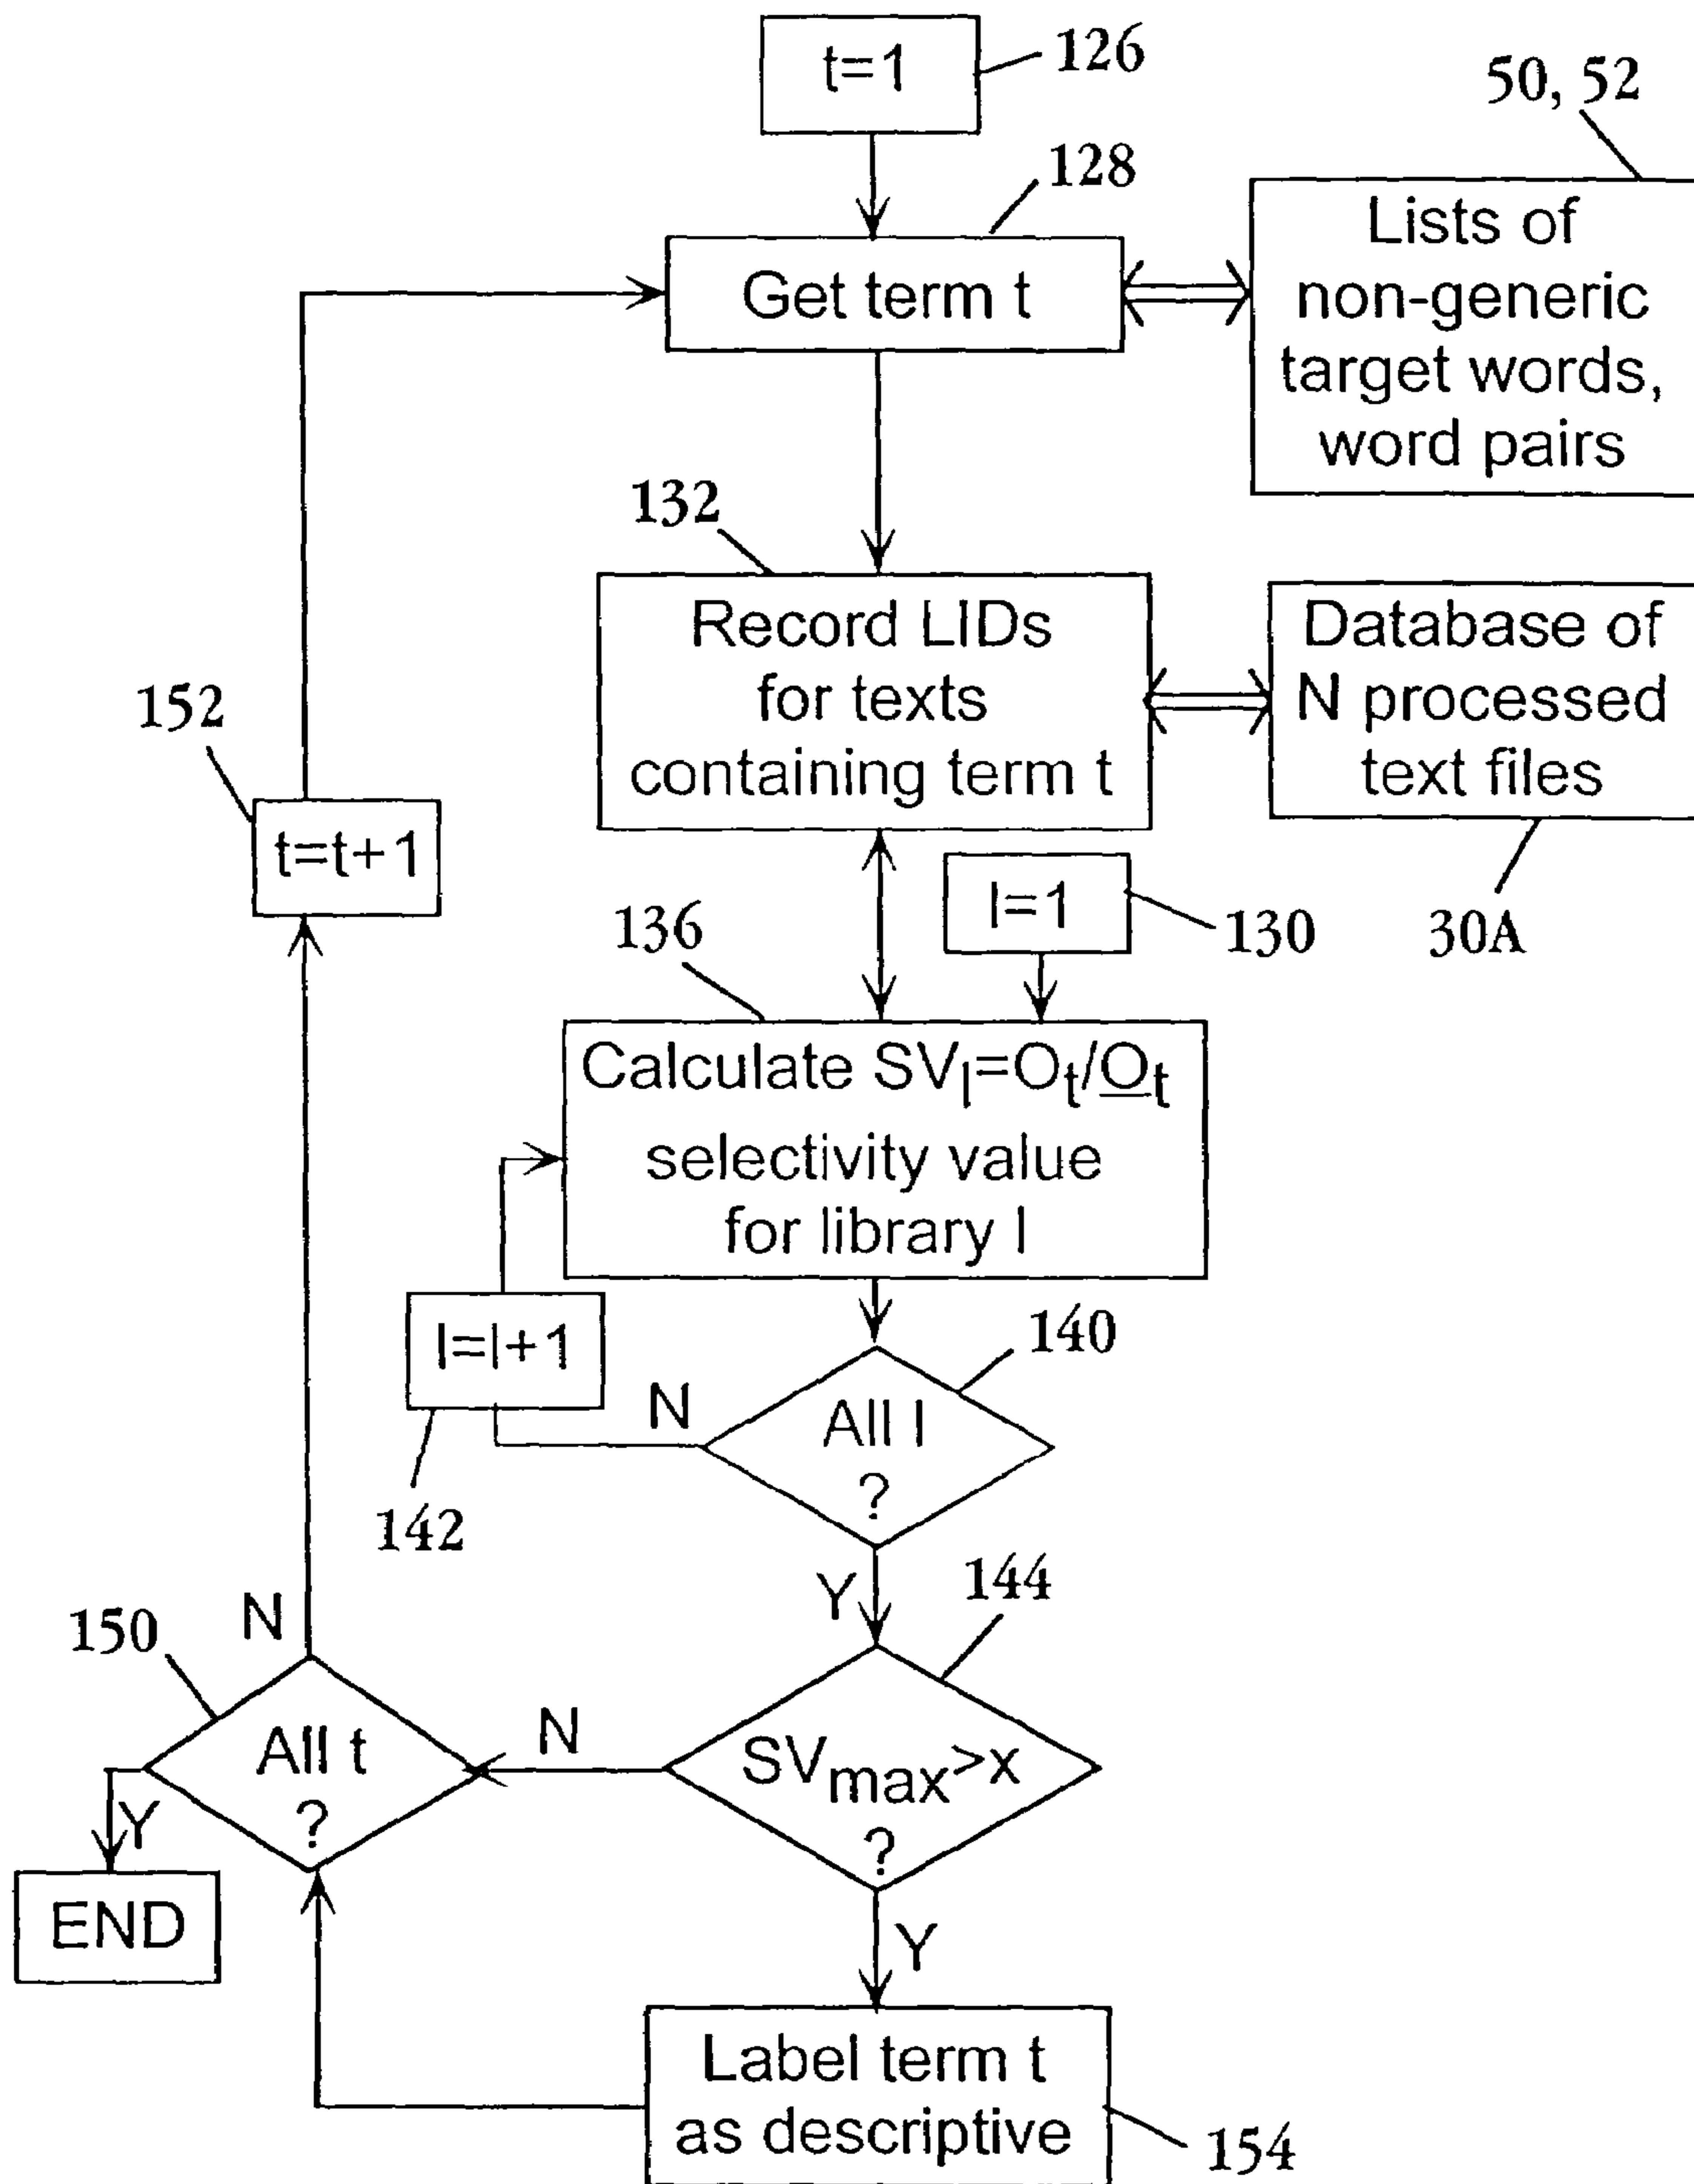 t=1
126
50, 52
128
Get term t
Lists of
non-generic
target words,
word pairs
132
Record LIDs
for texts
containing term t
Database of
N processed
text files
152
t=t+1
l=1
130
30A
136
Calculate SVl=Ot/O̲t
selectivity value
for library l
l=l+1
140
N
All l
?
142
Y
144
150
N
All t
?
N
SVmax>x
?
Y
END
Y
Label term t
as descriptive
154